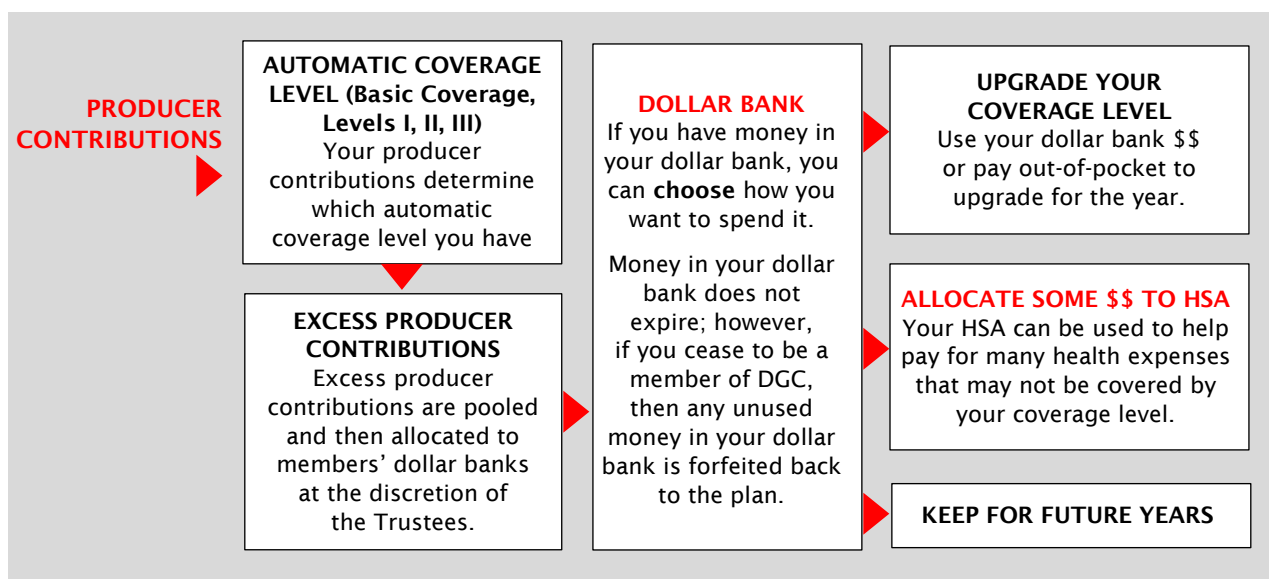 PRODUCER
CONTRIBUTIONS
AUTOMATIC COVERAGE
LEVEL (Basic Coverage,
Levels I, II, III)
Your producer
contributions determine
which automatic
coverage level you have
EXCESS PRODUCER
CONTRIBUTIONS
Excess producer
contributions are pooled
and then allocated to
members’ dollar banks
at the discretion of
the Trustees.
DOLLAR BANK
If you have money in
your dollar bank, you
can choose how you
want to spend it.
Money in your dollar
bank does not
expire; however,
if you cease to be a
member of DGC,
then any unused
money in your dollar
bank is forfeited back
to the plan.
UPGRADE YOUR
COVERAGE LEVEL
Use your dollar bank $$
or pay out-of-pocket to
upgrade for the year.
ALLOCATE SOME $$ TO HSA
Your HSA can be used to help
pay for many health expenses
that may not be covered by
your coverage level.
KEEP FOR FUTURE YEARS